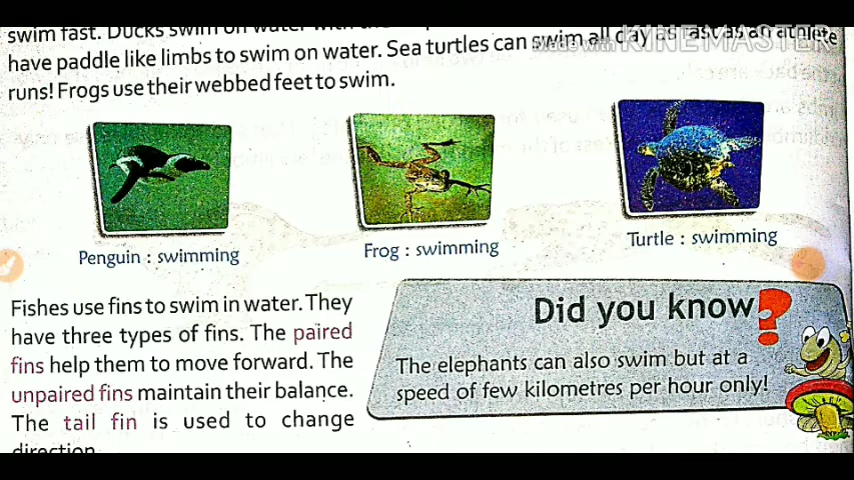 swim fast. Ducks swim on water with the
have paddle like limbs to swim on water. Sea turtles can swim all day as fast as an athlete
runs! Frogs use their webbed feet to swim.
Made with KINEMASTER
Penguin : swimming
Frog : swimming
Turtle : swimming
Fishes use fins to swim in water. They
have three types of fins. The paired
fins help them to move forward. The
unpaired fins maintain their balance.
The tail fin is used to change
direction
Did you know?
The elephants can also swim but at a
speed of few kilometres per hour only!